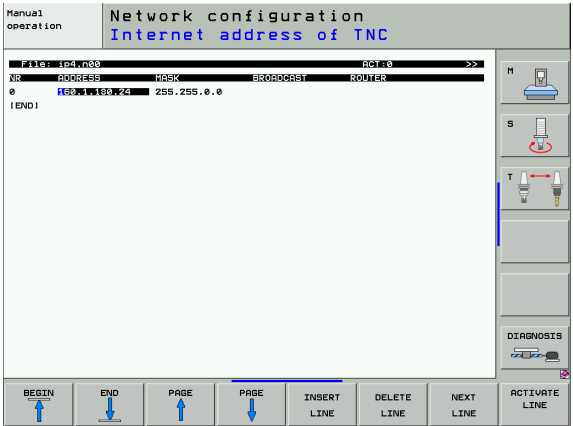 Manual
operation
Network configuration
Internet address of TNC
File: ip4.n00 ACT:0 >>
NR ADDRESS MASK BROADCAST ROUTER
0 160.1.180.24 255.255.0.0
[END]
M
S
T
DIAGNOSIS
BEGIN
END
PAGE
PAGE
INSERT
LINE
DELETE
LINE
NEXT
LINE
ACTIVATE
LINE